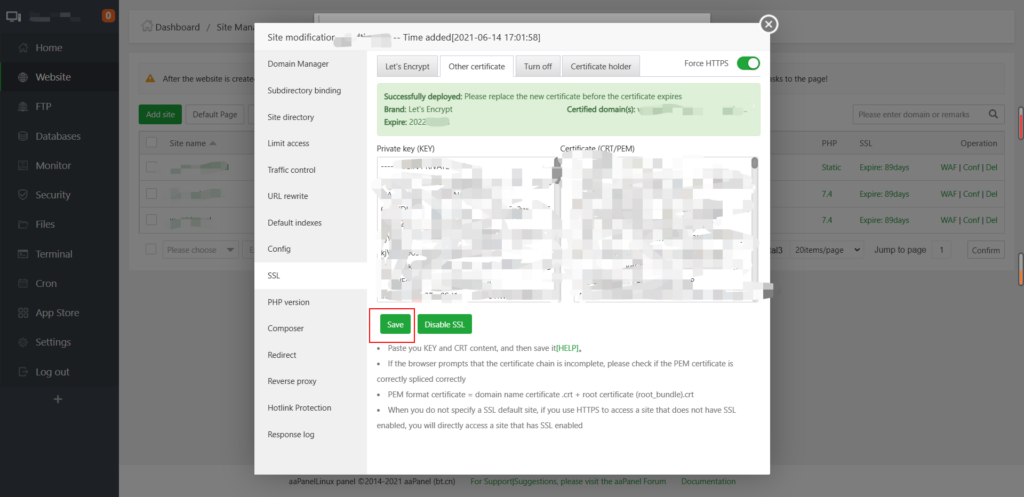 0
Home
Website
FTP
Databases
Monitor
Security
Files
Terminal
Cron
App Store
Settings
Log out
+
Dashboard / Site Mana
After the website is created
asks to the page!
Add site
Default Page
Please enter domain or remarks
Site name
PHP
SSL
Operation
Static
Expire: 89days
WAF | Conf | Del
7.4
Expire: 89days
WAF | Conf | Del
7.4
Expire: 89days
WAF | Conf | Del
Please choose
20items/page
Jump to page
1
Confirm
Site modification
-- Time added[2021-06-14 17:01:58]
Domain Manager
Subdirectory binding
Site directory
Limit access
Traffic control
URL rewrite
Default indexes
Config
SSL
PHP version
Composer
Redirect
Reverse proxy
Hotlink Protection
Response log
Let's Encrypt
Other certificate
Turn off
Certificate holder
Force HTTPS
Successfully deployed: Please replace the new certificate before the certificate expires
Brand: Let's Encrypt
Certified domain(s):
Expire: 2022
Private key (KEY)
Certificate (CRT/PEM)
Save
Disable SSL
• Paste you KEY and CRT content, and then save it[HELP]。
• If the browser prompts that the certificate chain is incomplete, please check if the PEM certificate is
correctly spliced correctly
• PEM format certificate = domain name certificate .crt + root certificate (root_bundle).crt
• When you do not specify a SSL default site, if you use HTTPS to access a site that does not have SSL
enabled, you will directly access a site that has SSL enabled
aaPanelLinux panel ©2014-2021 aaPanel (bt.cn)
For Support|Suggestions, please visit the aaPanel Forum
Documentation